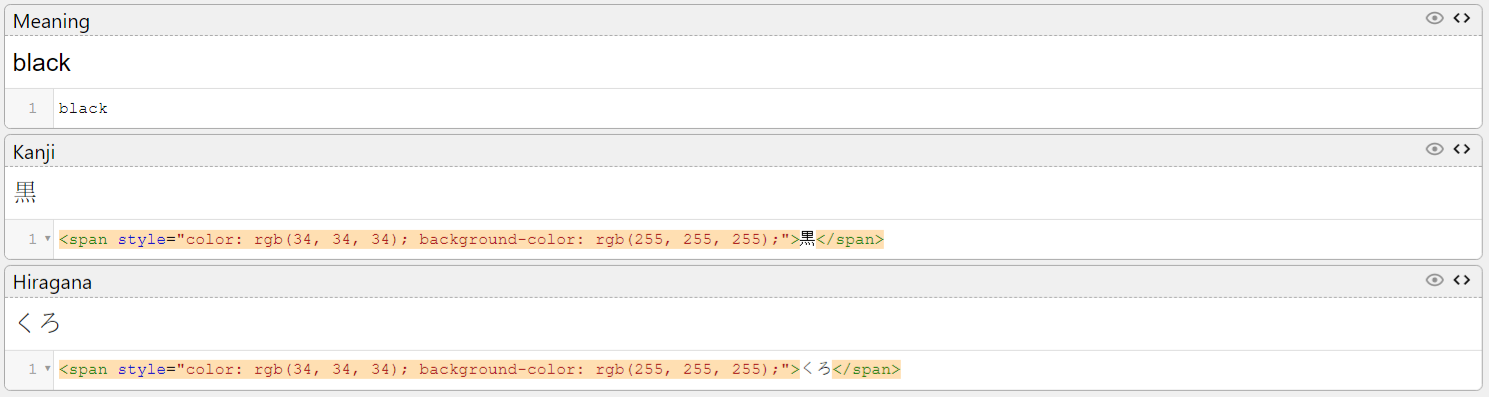 Meaning
black
1 black
Kanji
黒
1 <span style="color: rgb(34, 34, 34); background-color: rgb(255, 255, 255);">黒</span>
Hiragana
くろ
1 <span style="color: rgb(34, 34, 34); background-color: rgb(255, 255, 255);">くろ</span>